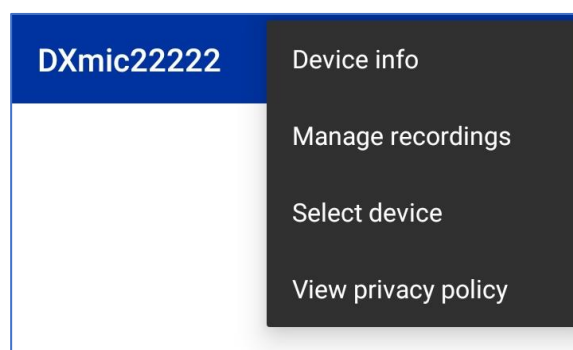 DXmic22222
Device info
Manage recordings
Select device
View privacy policy